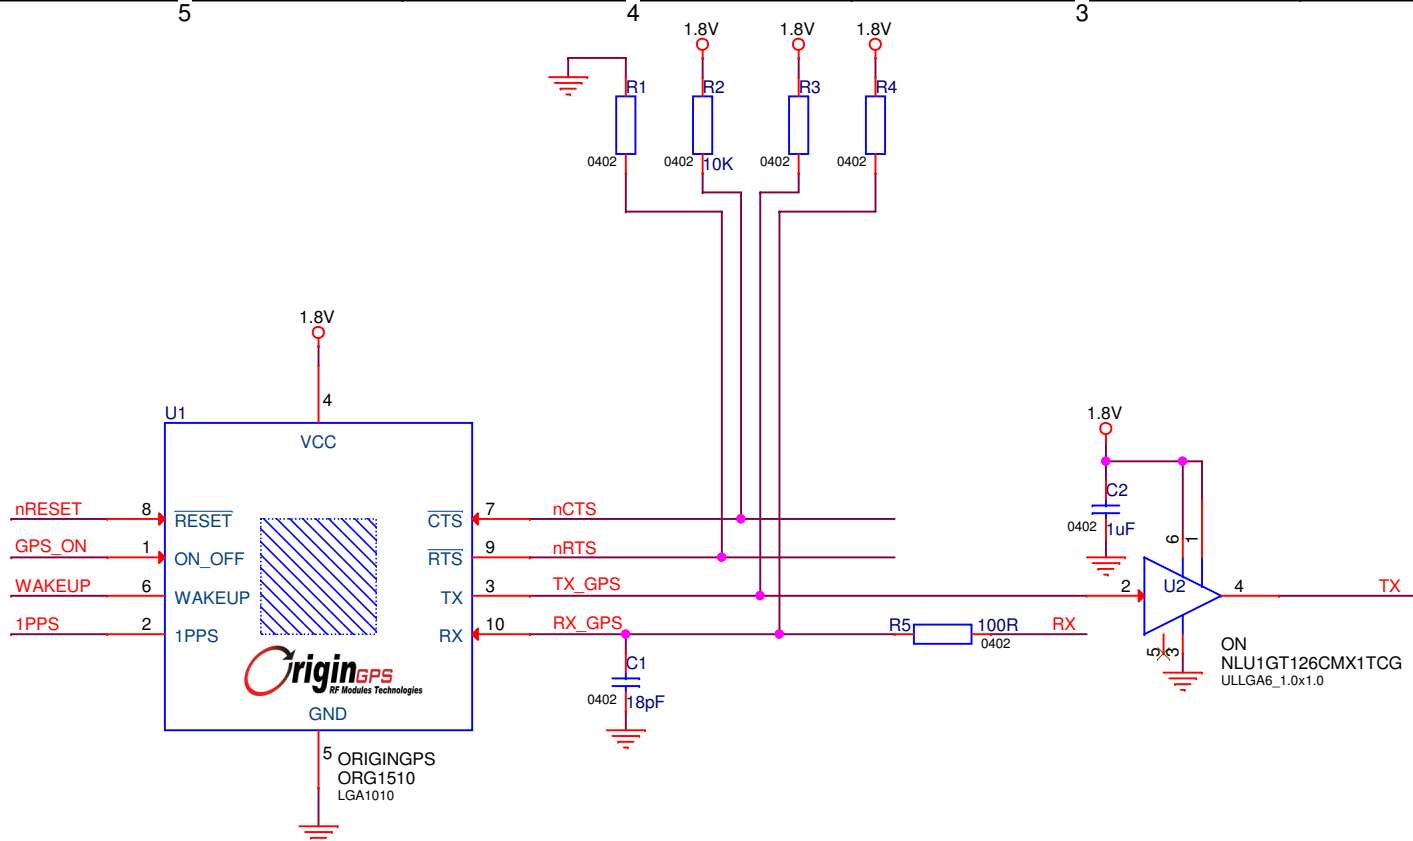 5 4 3
1.8V 1.8V 1.8V
R1 R2 R3 R4
0402 0402 10K 0402 0402
1.8V
4
U1
VCC
1.8V
C2
0402 1uF
nRESET 8 RESET CTS 7 nCTS
GPS_ON 1 ON_OFF RTS 9 nRTS
WAKEUP 6 WAKEUP TX 3 TX_GPS
1PPS 2 1PPS RX 10 RX_GPS
R5 100R RX
0402
6 1
2 U2 4 TX
5 3
C1
0402 18pF
OriginGPS
RF Modules Technologies
GND
5 ORIGINGPS
ORG1510
LGA1010
ON
NLU1GT126CMX1TCG
ULLGA6_1.0x1.0